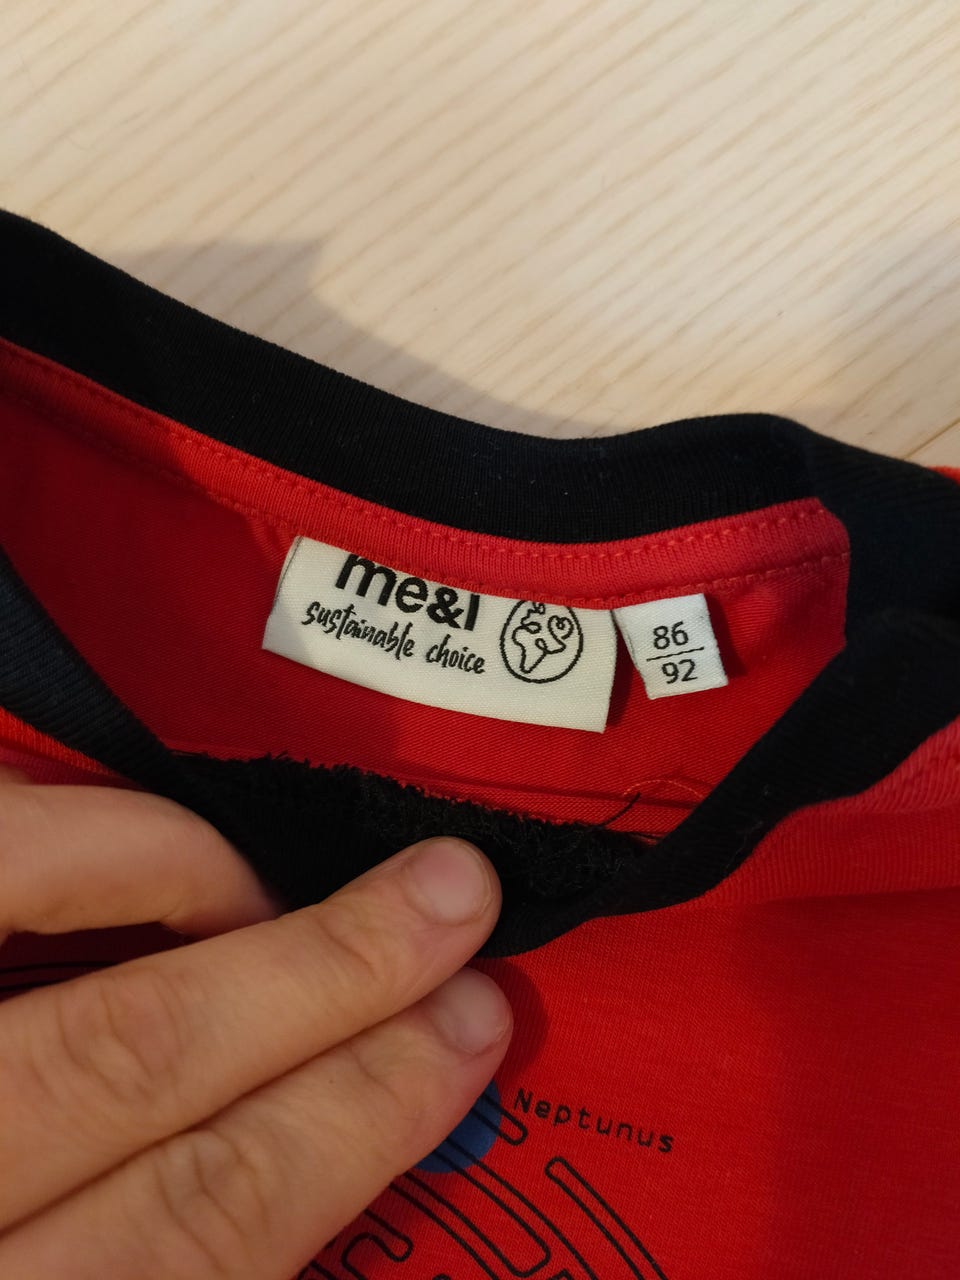 me&i
sustainable choice
86
92
Neptunus